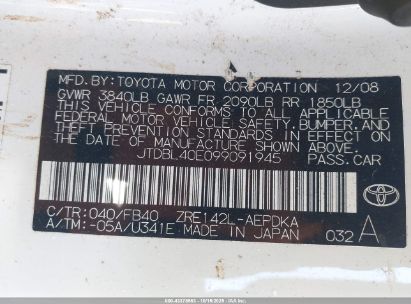 MFD. BY: TOYOTA MOTOR CORPORATION 12/08
GVWR 3840LB GAWR FR 2090LB RR 1850LB
THIS VEHICLE CONFORMS TO ALL APPLICABLE
FEDERAL MOTOR VEHICLE SAFETY, BUMPER, AND
THEFT PREVENTION STANDARDS IN EFFECT ON
THE DATE OF MANUFACTURE SHOWN ABOVE.
JTDBL40E099091945 PASS.CAR
C/TR: 040/FB40 ZRE142L-AEPDKA
A/TM: -05A/U341E MADE IN JAPAN 032 A
TOYOTA